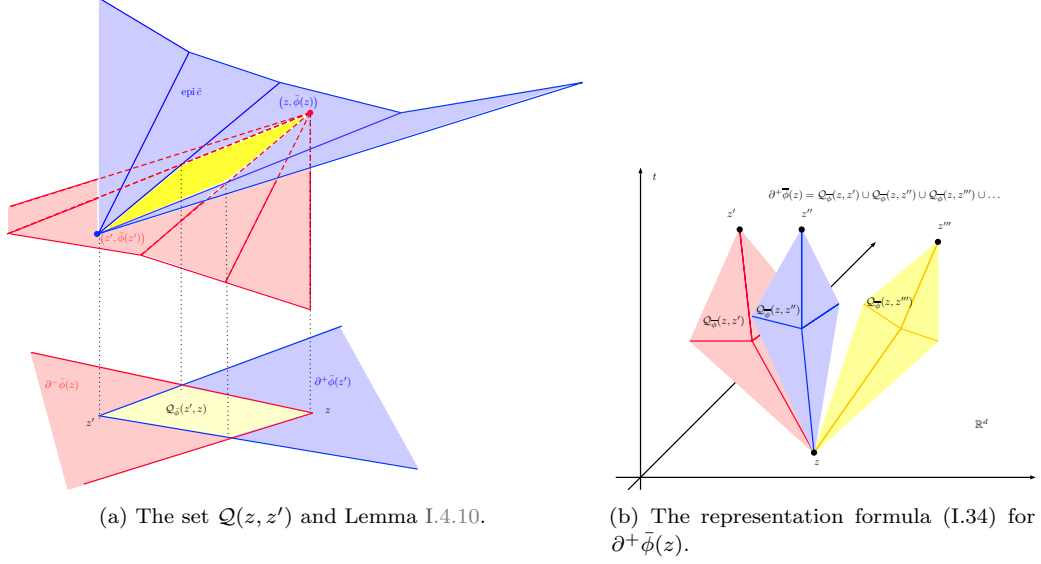 epi c̄
(z, φ̄(z))
(z′, φ̄(z′))
∂⁻φ̄(z)
∂⁺φ̄(z′)
𝒬_φ̄(z′, z)
z′
z
(a) The set 𝒬(z, z′) and Lemma I.4.10.
t
∂⁺φ̄(z) = 𝒬_φ̄(z, z′) ∪ 𝒬_φ̄(z, z″) ∪ 𝒬_φ̄(z, z‴) ∪ …
z′
z″
z‴
𝒬_φ̄(z, z′)
𝒬_φ̄(z, z″)
𝒬_φ̄(z, z‴)
ℝᵈ
z
(b) The representation formula (I.34) for
∂⁺φ̄(z).